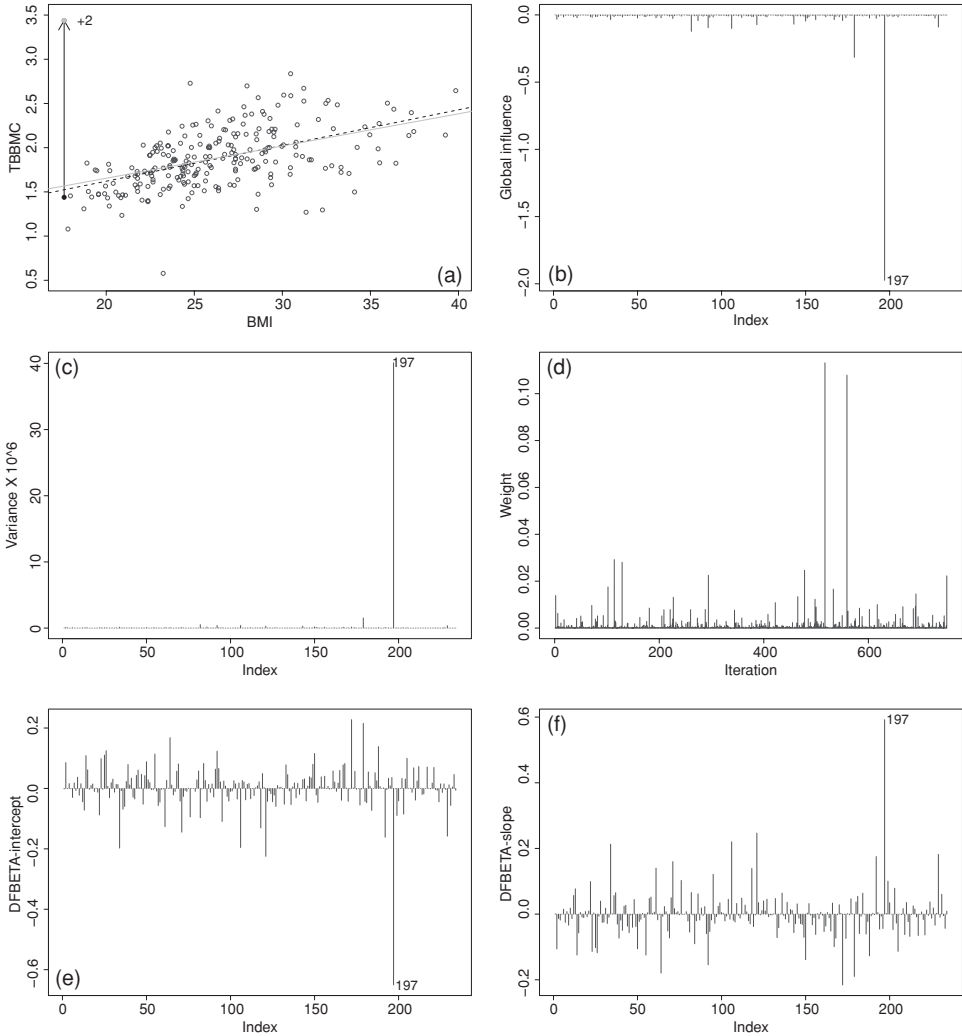 +2
3.5
3.0
2.5
2.0
1.5
1.0
0.5
TBBMC
20 25 30 35 40
BMI
(a)
0.0
−0.5
−1.0
−1.5
−2.0
Global influence
197
0 50 100 150 200
Index
(b)
(c)
197
40
30
20
10
0
Variance X 10^6
0 50 100 150 200
Index
(d)
0.10
0.08
0.06
0.04
0.02
0.00
Weight
0 200 400 600
Iteration
0.2
0.0
−0.2
−0.4
−0.6
DFBETA-intercept
197
(e)
0 50 100 150 200
Index
(f)
197
0.6
0.4
0.2
0.0
−0.2
DFBETA-slope
0 50 100 150 200
Index